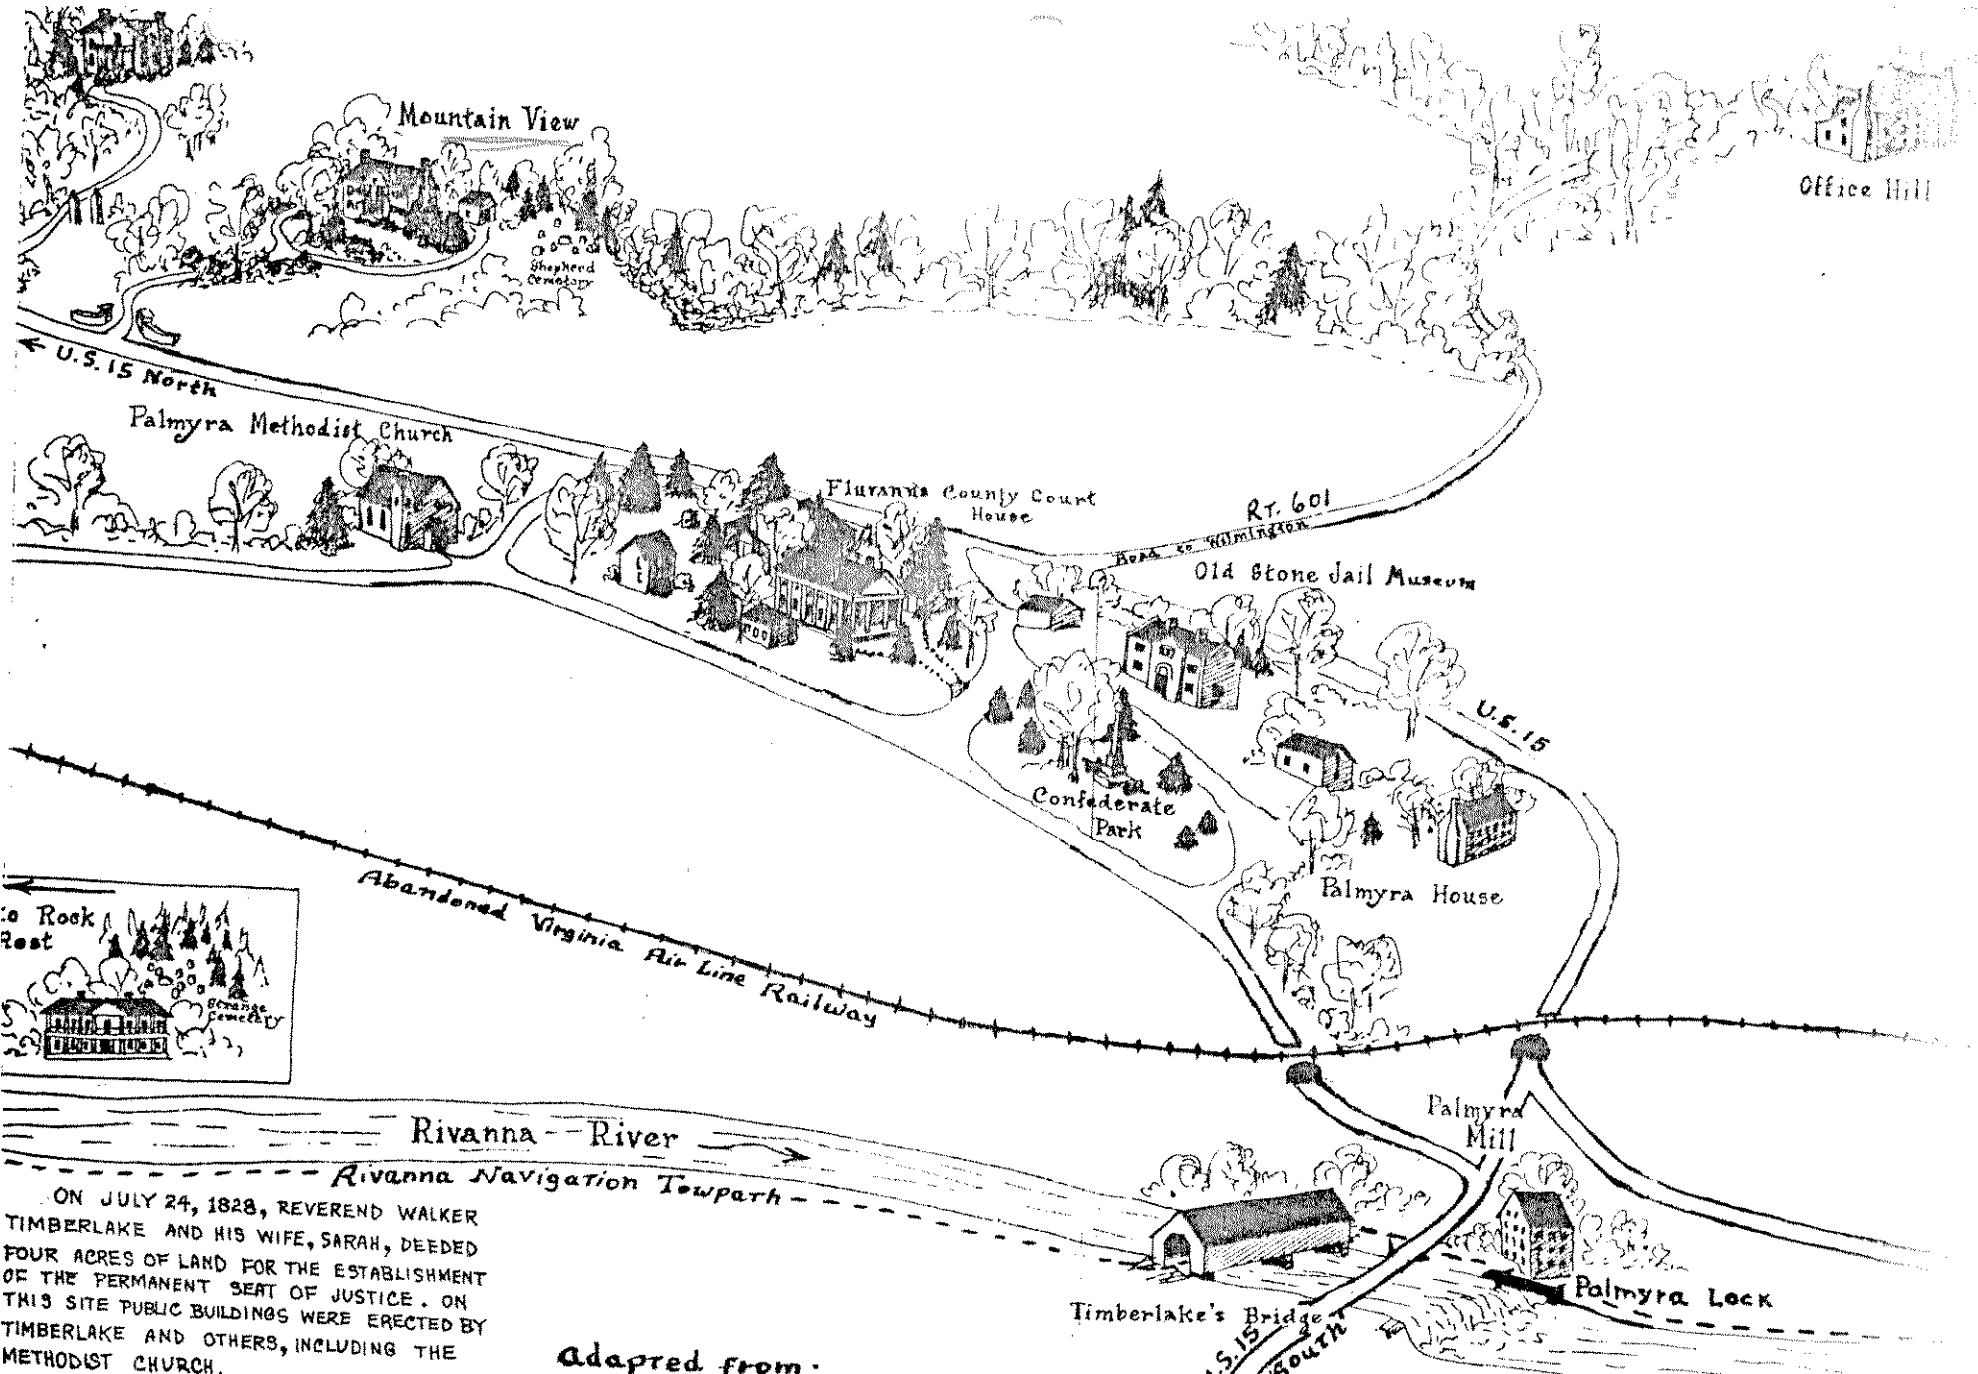 Mountain View
Office Hill
Shepherd
Cemetery
← U.S. 15 North
Palmyra Methodist Church
Fluvanna County Court
House
RT. 601
Road to Wilmington
Old Stone Jail Museum
U.S. 15
Confederate
Park
Palmyra House
Abandoned Virginia Air Line Railway
to Rock
Rest
Strange
Cemetery
Palmyra
Mill
Rivanna River
Rivanna Navigation Towpath
ON JULY 24, 1828, REVEREND WALKER
TIMBERLAKE AND HIS WIFE, SARAH, DEEDED
FOUR ACRES OF LAND FOR THE ESTABLISHMENT
OF THE PERMANENT SEAT OF JUSTICE. ON
THIS SITE PUBLIC BUILDINGS WERE ERECTED BY
TIMBERLAKE AND OTHERS, INCLUDING THE
METHODIST CHURCH.
Palmyra Lock
Timberlake's Bridge
U.S. 15
South
adapted from.